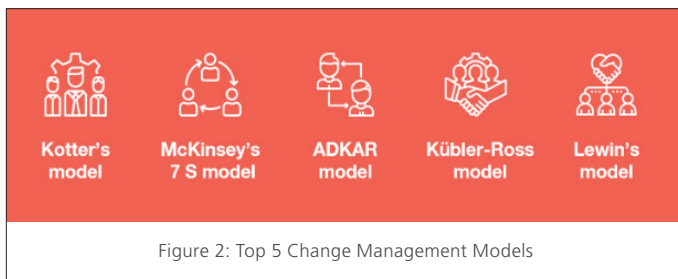 Kotter's
model
McKinsey's
7 S model
ADKAR
model
Kübler-Ross
model
Lewin's
model
Figure 2: Top 5 Change Management Models